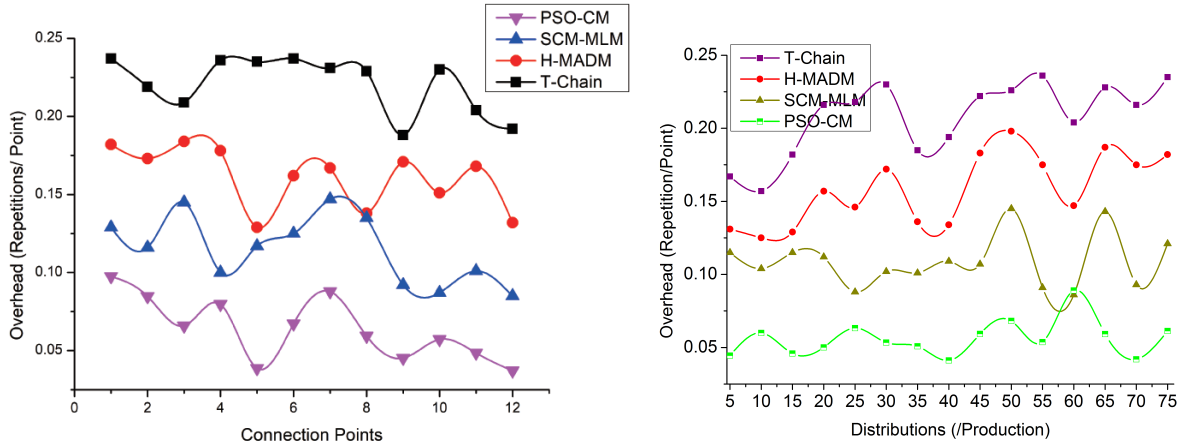 PSO-CM
SCM-MLM
H-MADM
T-Chain
0.25
0.20
0.15
0.10
0.05
Overhead (Repetitions/ Point)
0 2 4 6 8 10 12
Connection Points
T-Chain
H-MADM
SCM-MLM
PSO-CM
0.25
0.20
0.15
0.10
0.05
Overhead (Repetition/Point)
5 10 15 20 25 30 35 40 45 50 55 60 65 70 75
Distributions (/Production)